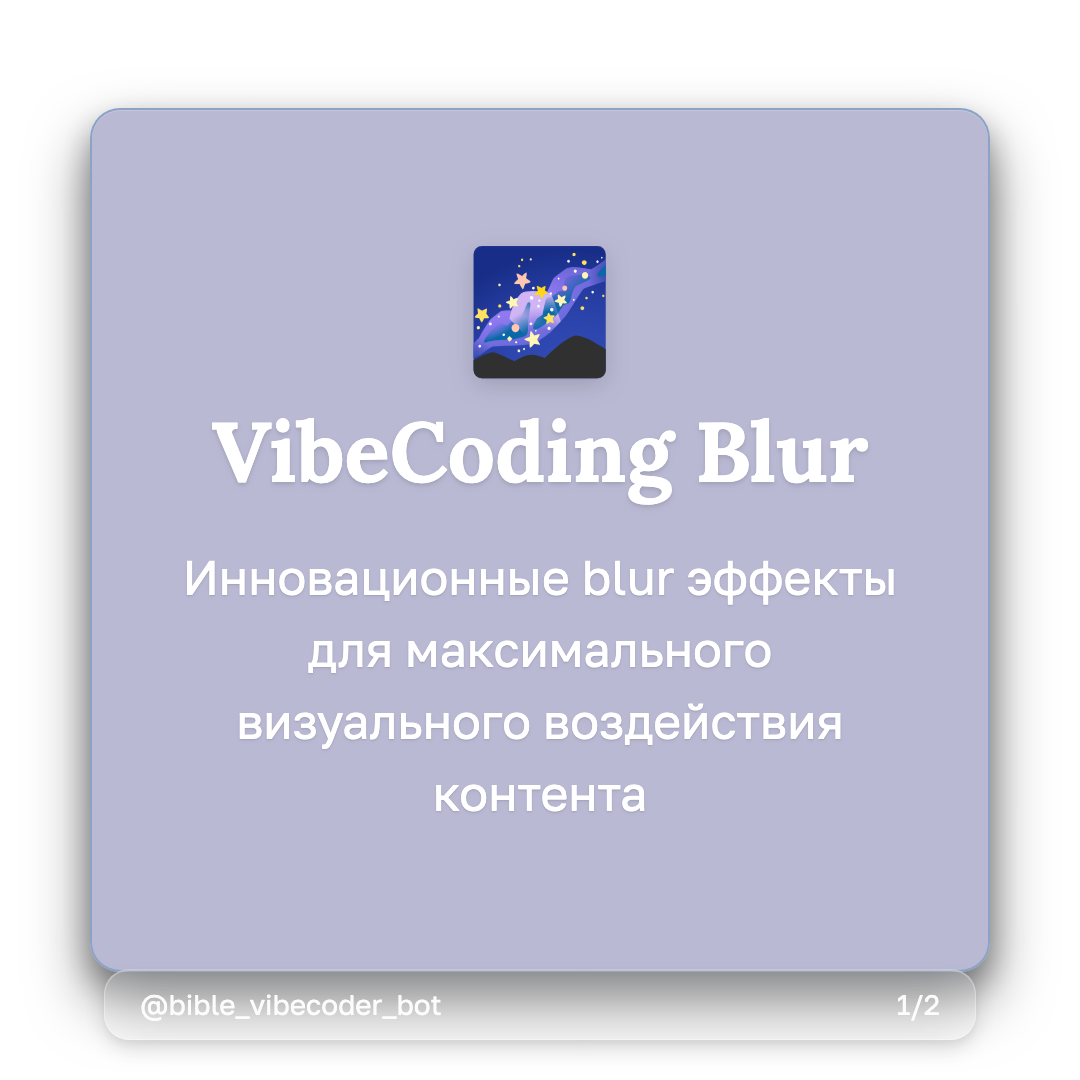 VibeCoding Blur
Инновационные blur эффекты
для максимального
визуального воздействия
контента
@bible_vibecoder_bot
1/2